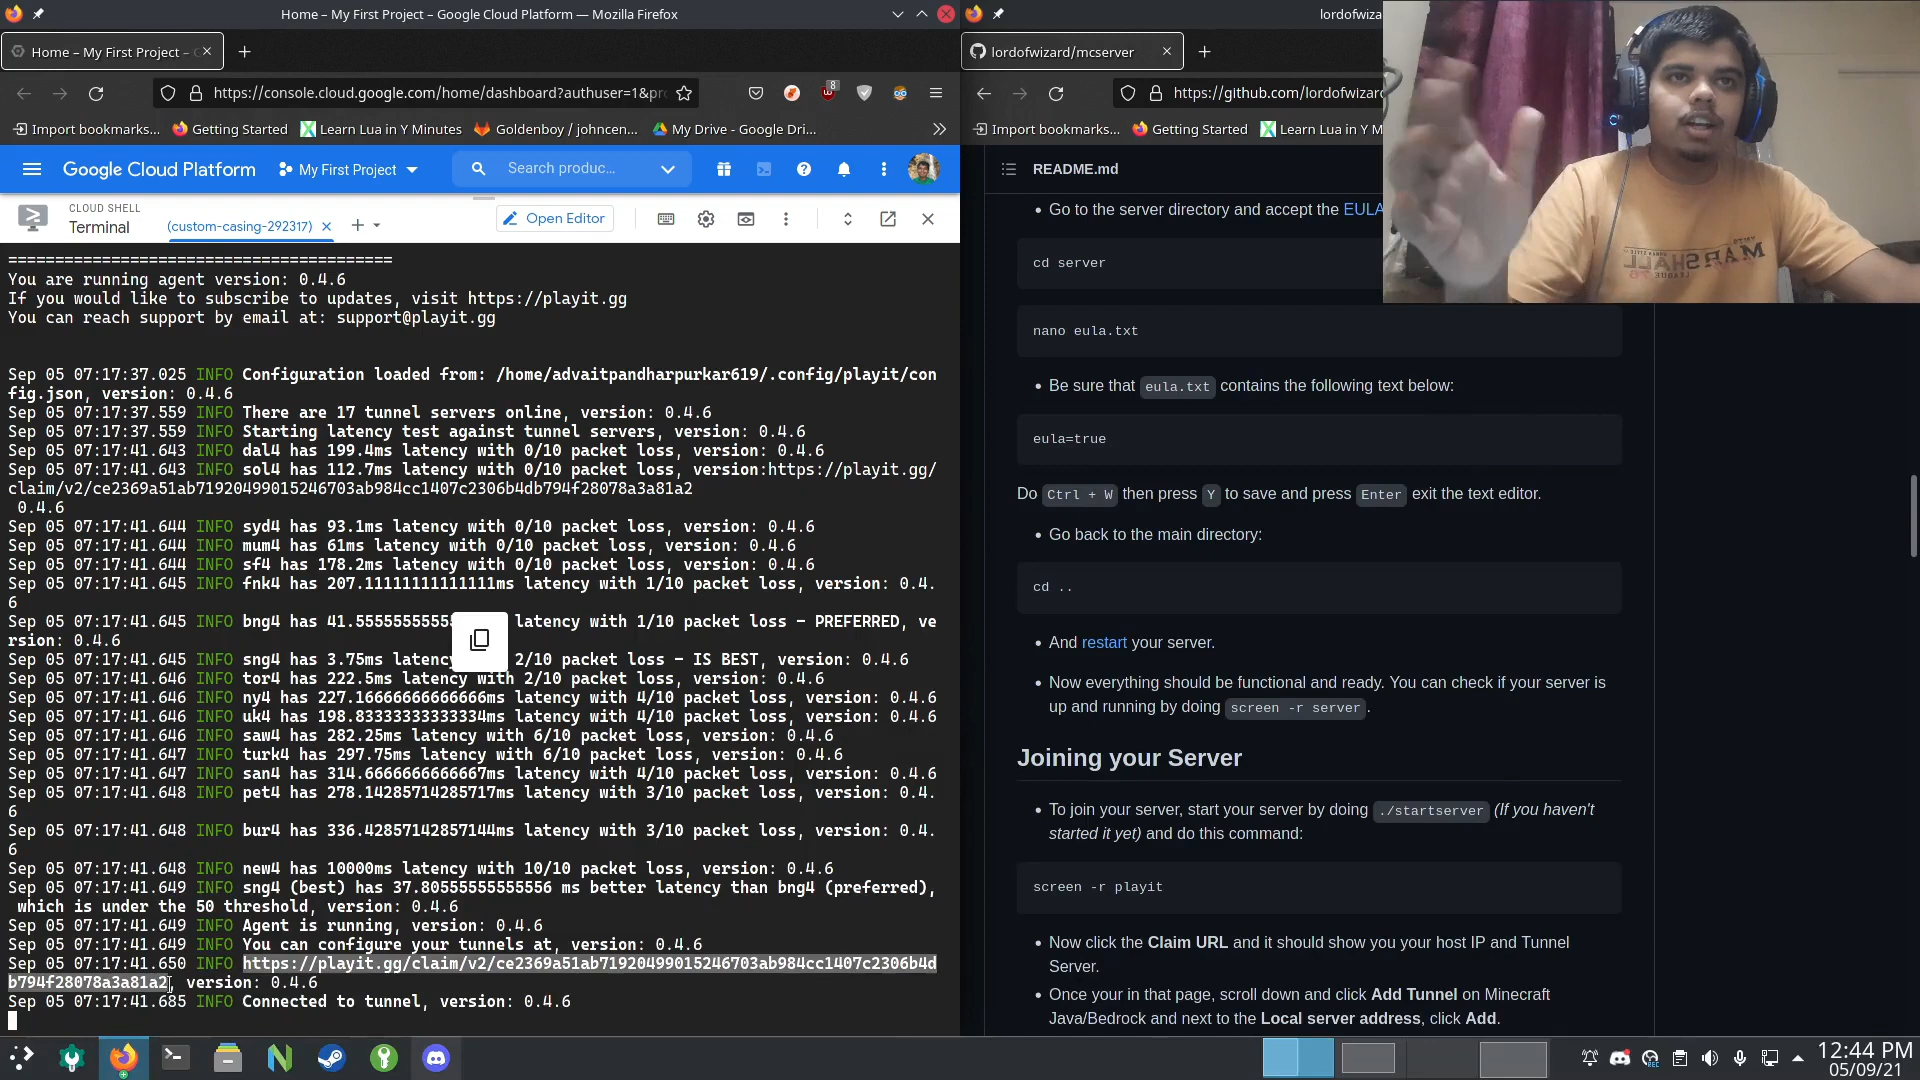 Home – My First Project – Google Cloud Platform — Mozilla Firefox
lordofwiza
Home – My First Project –
lordofwizard/mcserver
https://console.cloud.google.com/home/dashboard?authuser=1&pr
8
https://github.com/lordofwizard
Import bookmarks...
Getting Started
Learn Lua in Y Minutes
Goldenboy / johncen...
My Drive - Google Dri...
Import bookmarks...
Getting Started
Learn Lua in Y M
Google Cloud Platform
My First Project
Search produc...
CLOUD SHELL
Terminal
(custom-casing-292317)
Open Editor
=========================================
You are running agent version: 0.4.6
If you would like to subscribe to updates, visit https://playit.gg
You can reach support by email at: support@playit.gg
Sep 05 07:17:37.025 INFO Configuration loaded from: /home/advaitpandharpurkar619/.config/playit/con
fig.json, version: 0.4.6
Sep 05 07:17:37.559 INFO There are 17 tunnel servers online, version: 0.4.6
Sep 05 07:17:37.559 INFO Starting latency test against tunnel servers, version: 0.4.6
Sep 05 07:17:41.643 INFO dal4 has 199.4ms latency with 0/10 packet loss, version: 0.4.6
Sep 05 07:17:41.643 INFO sol4 has 112.7ms latency with 0/10 packet loss, version:https://playit.gg/
claim/v2/ce2369a51ab71920499015246703ab984cc1407c2306b4db794f28078a3a81a2
0.4.6
Sep 05 07:17:41.644 INFO syd4 has 93.1ms latency with 0/10 packet loss, version: 0.4.6
Sep 05 07:17:41.644 INFO mum4 has 61ms latency with 0/10 packet loss, version: 0.4.6
Sep 05 07:17:41.644 INFO sf4 has 178.2ms latency with 0/10 packet loss, version: 0.4.6
Sep 05 07:17:41.645 INFO fnk4 has 207.11111111111111ms latency with 1/10 packet loss, version: 0.4.
6
Sep 05 07:17:41.645 INFO bng4 has 41.55555555555 latency with 1/10 packet loss – PREFERRED, ve
rsion: 0.4.6
Sep 05 07:17:41.645 INFO sng4 has 3.75ms latenc 2/10 packet loss – IS BEST, version: 0.4.6
Sep 05 07:17:41.646 INFO tor4 has 222.5ms latency with 2/10 packet loss, version: 0.4.6
Sep 05 07:17:41.646 INFO ny4 has 227.16666666666666ms latency with 4/10 packet loss, version: 0.4.6
Sep 05 07:17:41.646 INFO uk4 has 198.83333333333334ms latency with 4/10 packet loss, version: 0.4.6
Sep 05 07:17:41.646 INFO saw4 has 282.25ms latency with 6/10 packet loss, version: 0.4.6
Sep 05 07:17:41.647 INFO turk4 has 297.75ms latency with 6/10 packet loss, version: 0.4.6
Sep 05 07:17:41.647 INFO san4 has 314.6666666666667ms latency with 4/10 packet loss, version: 0.4.6
Sep 05 07:17:41.648 INFO pet4 has 278.14285714285717ms latency with 3/10 packet loss, version: 0.4.
6
Sep 05 07:17:41.648 INFO bur4 has 336.42857142857144ms latency with 3/10 packet loss, version: 0.4.
6
Sep 05 07:17:41.648 INFO new4 has 10000ms latency with 10/10 packet loss, version: 0.4.6
Sep 05 07:17:41.649 INFO sng4 (best) has 37.80555555555556 ms better latency than bng4 (preferred),
which is under the 50 threshold, version: 0.4.6
Sep 05 07:17:41.649 INFO Agent is running, version: 0.4.6
Sep 05 07:17:41.649 INFO You can configure your tunnels at, version: 0.4.6
Sep 05 07:17:41.650 INFO https://playit.gg/claim/v2/ce2369a51ab71920499015246703ab984cc1407c2306b4d
b794f28078a3a81a2, version: 0.4.6
Sep 05 07:17:41.685 INFO Connected to tunnel, version: 0.4.6
README.md
Go to the server directory and accept the EULA
cd server
nano eula.txt
Be sure that eula.txt contains the following text below:
eula=true
Do Ctrl + W then press Y to save and press Enter exit the text editor.
Go back to the main directory:
cd ..
And restart your server.
Now everything should be functional and ready. You can check if your server is
up and running by doing screen -r server.
Joining your Server
To join your server, start your server by doing ./startserver (If you haven't
started it yet) and do this command:
screen -r playit
Now click the Claim URL and it should show you your host IP and Tunnel
Server.
Once your in that page, scroll down and click Add Tunnel on Minecraft
Java/Bedrock and next to the Local server address, click Add.
MARSHALL
12:44 PM
05/09/21